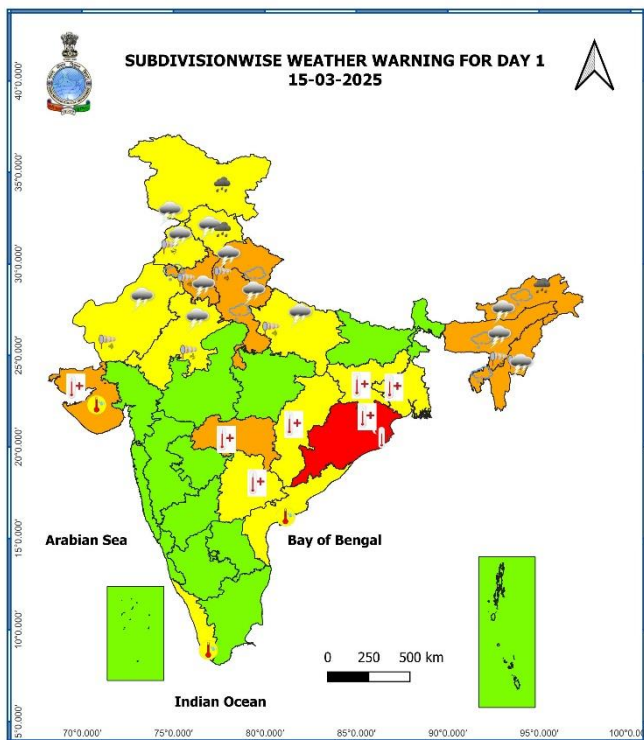 SUBDIVISIONWISE WEATHER WARNING FOR DAY 1
15-03-2025
40°0.000'
35°0.000'
30°0.000'
25°0.000'
20°0.000'
15°0.000'
10°0.000'
5°0.000'
Arabian Sea
Bay of Bengal
0 250 500 km
Indian Ocean
70°0.000' 75°0.000' 80°0.000' 85°0.000' 90°0.000' 95°0.000' 100°0.000'